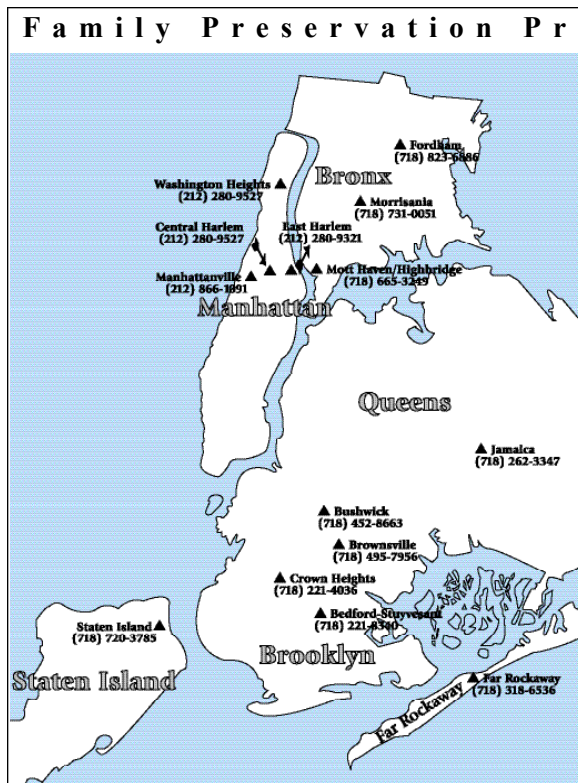 Family Preservation Pr
Fordham
(718) 823-6886
Bronx
Washington Heights
(212) 280-9527
Morrisania
(718) 731-0051
Central Harlem
(212) 280-9527
East Harlem
(212) 280-9321
Manhattanville
(212) 866-1091
Mott Haven/Highbridge
(718) 665-3249
Manhattan
Queens
Jamaica
(718) 262-3347
Bushwick
(718) 452-8663
Brownsville
(718) 495-7956
Crown Heights
(718) 221-4036
Bedford-Stuyvesant
(718) 221-8340
Staten Island
(718) 720-3785
Brooklyn
Staten Island
Far Rockaway
(718) 318-6536
Far Rockaway